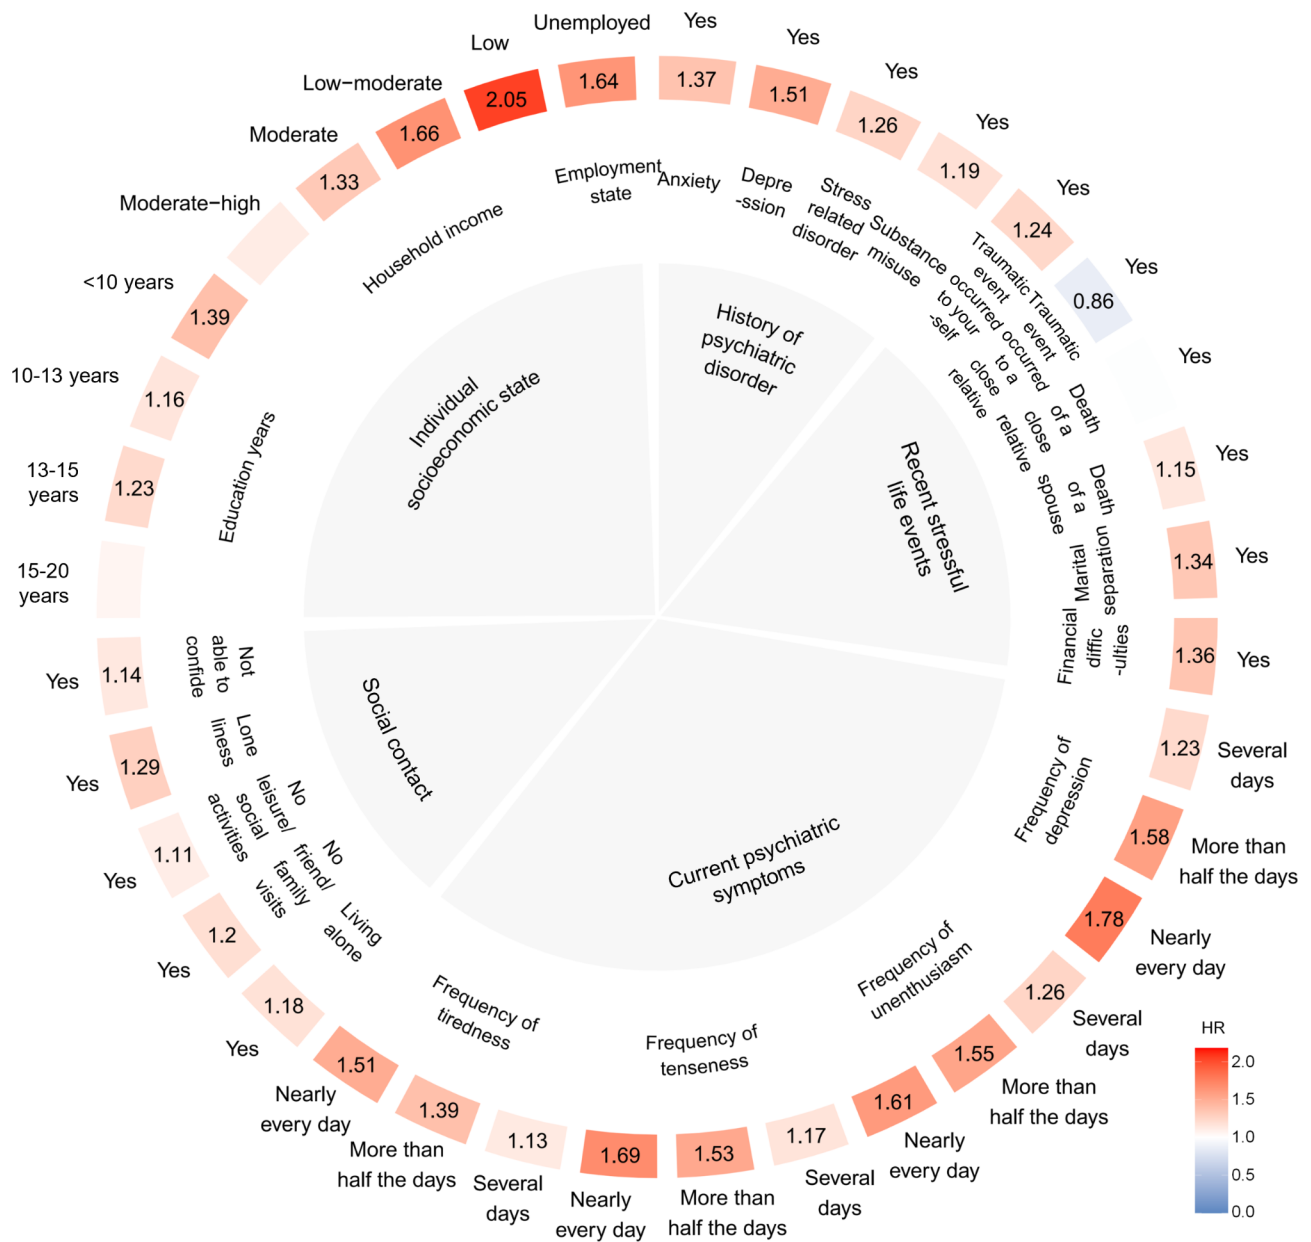 Unemployed
Yes
Yes
Yes
Yes
Yes
Yes
Yes
Yes
Yes
Yes
Several
days
More than
half the days
Nearly
every day
Several
days
More than
half the days
Nearly
every day
Several
days
More than
half the days
Nearly
every day
Several
days
More than
half the days
Nearly
every day
Yes
Yes
Yes
Yes
Yes
15-20
years
13-15
years
10-13 years
<10 years
Moderate−high
Moderate
Low−moderate
Low
1.64
1.37
1.51
1.26
1.19
1.24
0.86
1.15
1.34
1.36
1.23
1.58
1.78
1.26
1.55
1.61
1.17
1.53
1.69
1.13
1.39
1.51
1.18
1.2
1.11
1.29
1.14
1.23
1.16
1.39
1.33
1.66
2.05
Employment
state
Anxiety
Depre
-ssion
Stress
related
disorder
Substance
misuse
Traumatic
event
occurred
to your
-self
Traumatic
event
occurred
to a
close
relative
Death
of a
close
relative
Death
of a
spouse
Marital
separation
Financial
diffic
-ulties
Frequency of
depression
Frequency of
unenthusiasm
Frequency of
tenseness
Frequency of
tiredness
Living
alone
No
friend/
family
visits
No
leisure/
social
activities
Lone
liness
Not
able to
confide
Education years
Household income
History of
psychiatric
disorder
Recent stressful
life events
Current psychiatric
symptoms
Social contact
Individual
socioeconomic state
HR
2.0
1.5
1.0
0.5
0.0